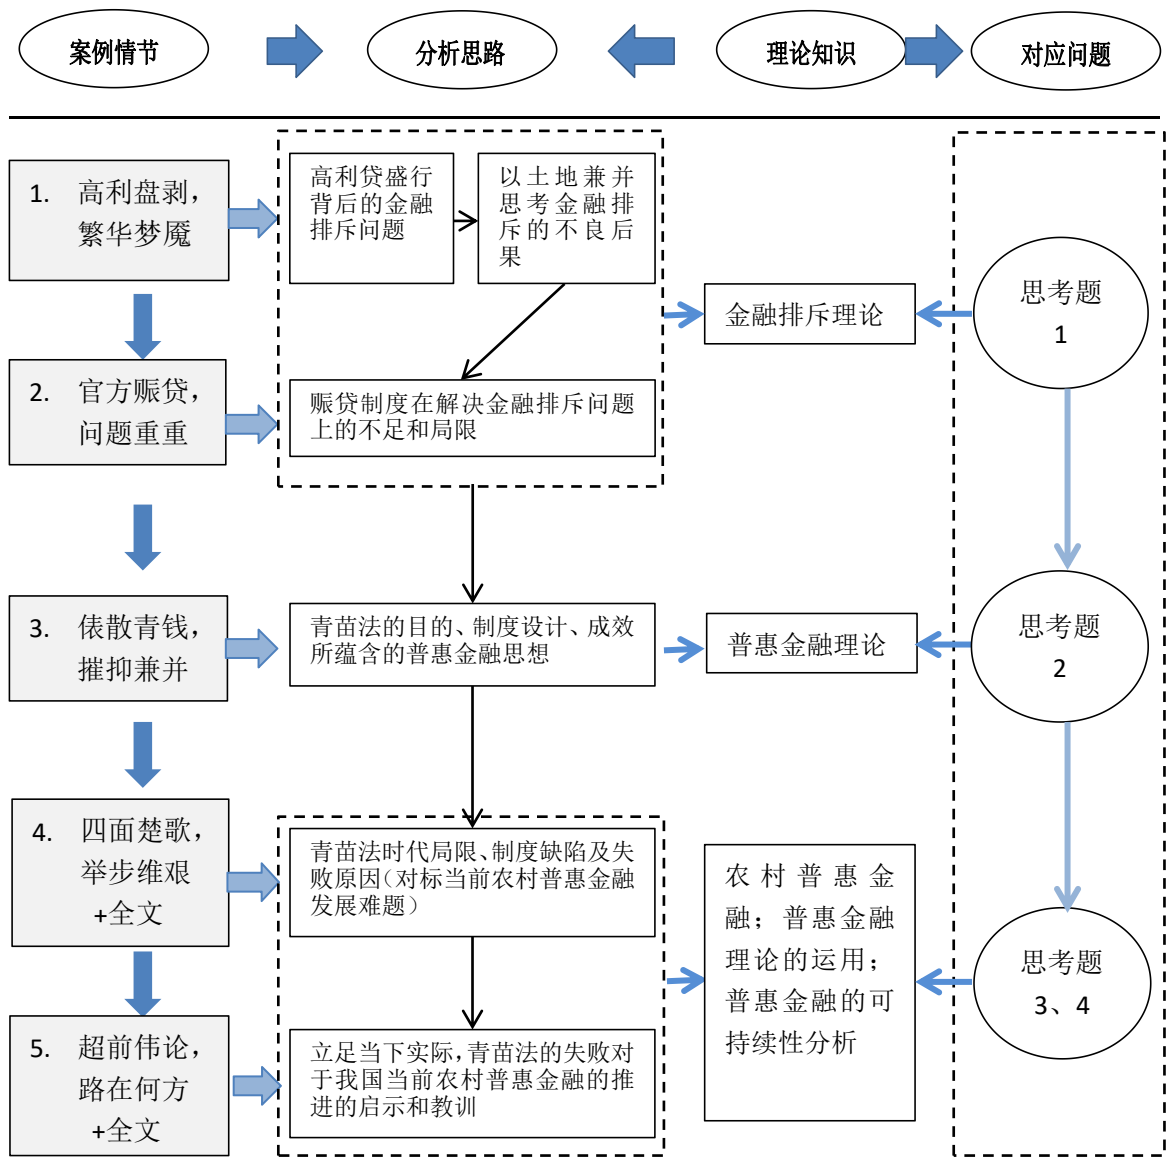 案例情节
分析思路
理论知识
对应问题
1. 高利盘剥，
繁华梦魇
高利贷盛行
背后的金融
排斥问题
以土地兼并
思考金融排
斥的不良后
果
金融排斥理论
思考题
1
2. 官方赈贷，
问题重重
赈贷制度在解决金融排斥问题
上的不足和局限
3. 俵散青钱，
摧抑兼并
青苗法的目的、制度设计、成效
所蕴含的普惠金融思想
普惠金融理论
思考题
2
4. 四面楚歌，
举步维艰
+全文
青苗法时代局限、制度缺陷及失
败原因（对标当前农村普惠金融
发展难题）
农村普惠金
融；普惠金融
理论的运用；
普惠金融的可
持续性分析
思考题
3、4
5. 超前伟论，
路在何方
+全文
立足当下实际，青苗法的失败对
于我国当前农村普惠金融的推
进的启示和教训